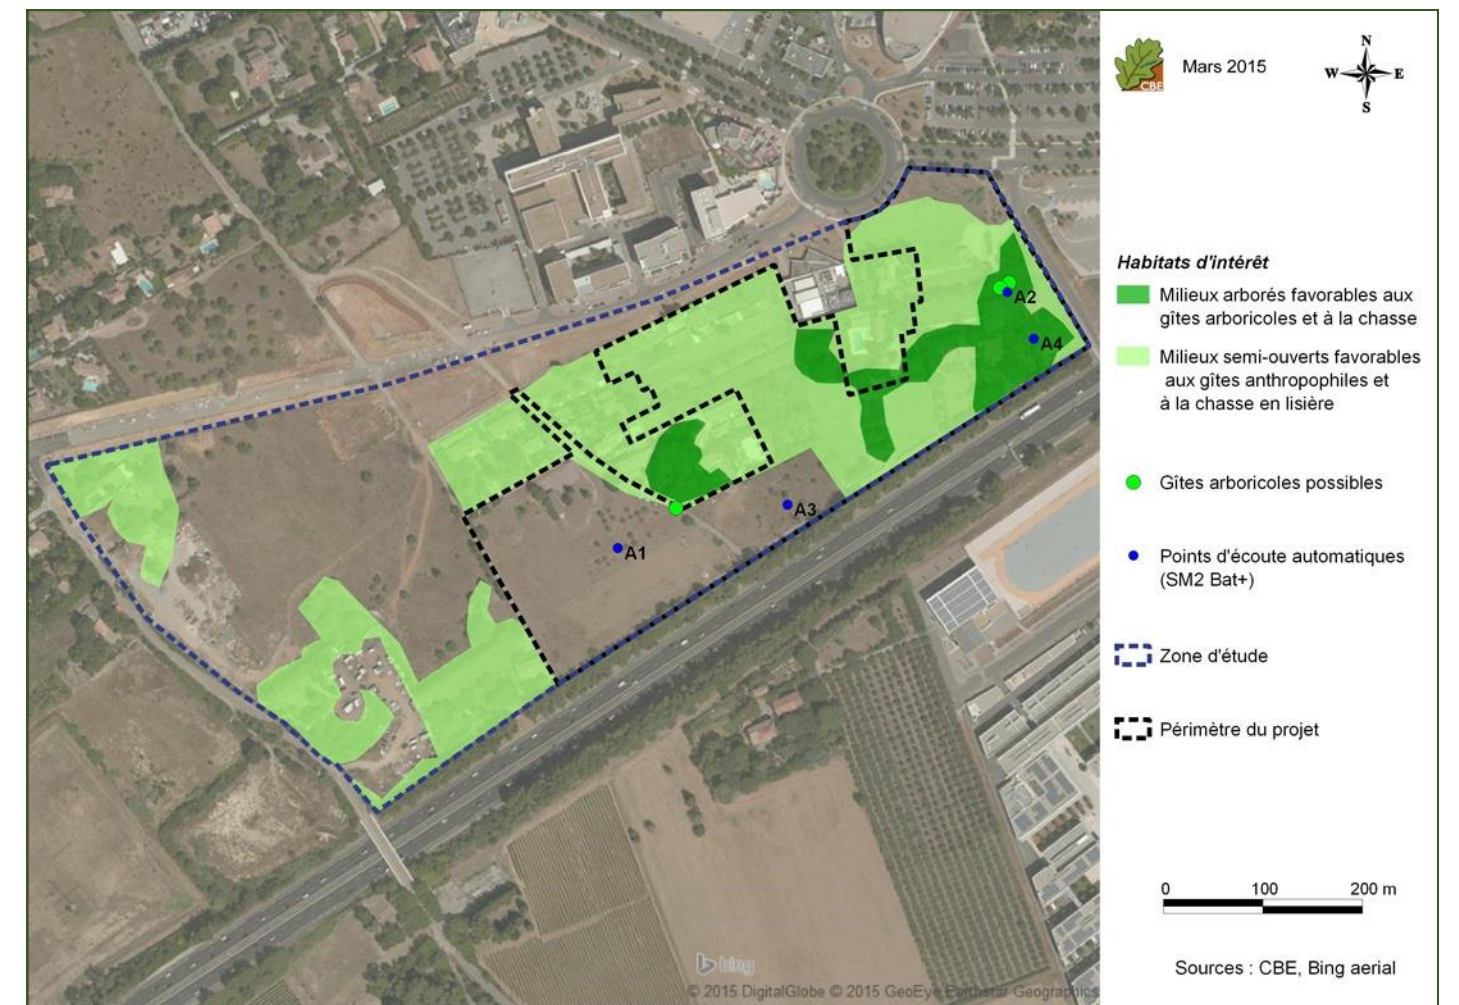 CBE
Mars 2015
N
W
E
S
Habitats d'intérêt
Milieux arborés favorables aux
gîtes arboricoles et à la chasse
Milieux semi-ouverts favorables
aux gîtes anthropophiles et
à la chasse en lisière
Gîtes arboricoles possibles
Points d'écoute automatiques
(SM2 Bat+)
Zone d'étude
Périmètre du projet
0 100 200 m
Sources : CBE, Bing aerial
A2
A4
A3
A1
bing
© 2015 DigitalGlobe © 2015 GeoEye Earthstar Geographics